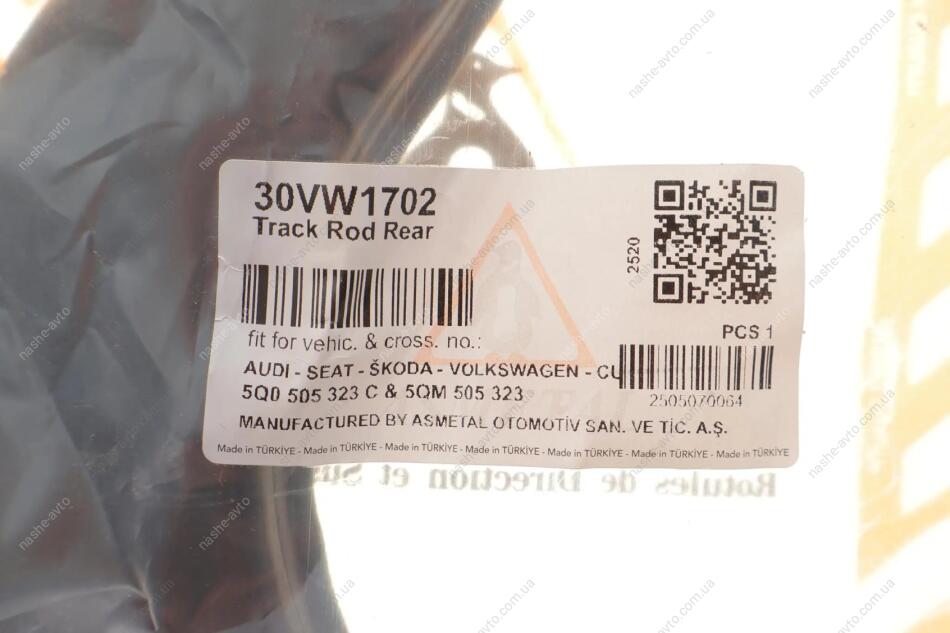 30VW1702
Track Rod Rear
2520
fit for vehic. & cross. no.:
PCS 1
AUDI - SEAT - ŠKODA - VOLKSWAGEN - CU
5Q0 505 323 C & 5QM 505 323
2505070064
MANUFACTURED BY ASMETAL OTOMOTİV SAN. VE TİC. A.Ş.
Made in TÜRKİYE - Made in TÜRKİYE - Made in TÜRKİYE - Made in TÜRKİYE - Made in TÜRKİYE - Made in TÜRKİYE - Made in TÜRKİYE
Rotules de Direction et
nashe-avto.com.ua